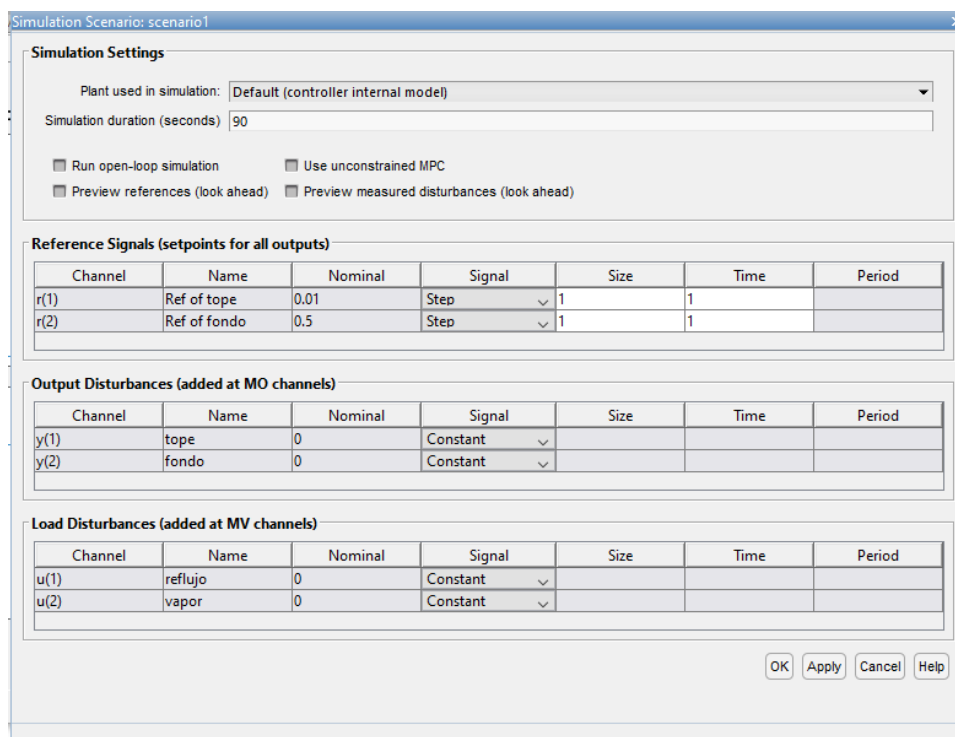 Simulation Scenario: scenario1
Simulation Settings
Plant used in simulation: Default (controller internal model)
Simulation duration (seconds) 90
Run open-loop simulation Use unconstrained MPC
Preview references (look ahead) Preview measured disturbances (look ahead)
Reference Signals (setpoints for all outputs)
Channel Name Nominal Signal Size Time Period
r(1) Ref of tope 0.01 Step 1 1
r(2) Ref of fondo 0.5 Step 1 1
Output Disturbances (added at MO channels)
Channel Name Nominal Signal Size Time Period
y(1) tope 0 Constant
y(2) fondo 0 Constant
Load Disturbances (added at MV channels)
Channel Name Nominal Signal Size Time Period
u(1) reflujo 0 Constant
u(2) vapor 0 Constant
OK Apply Cancel Help